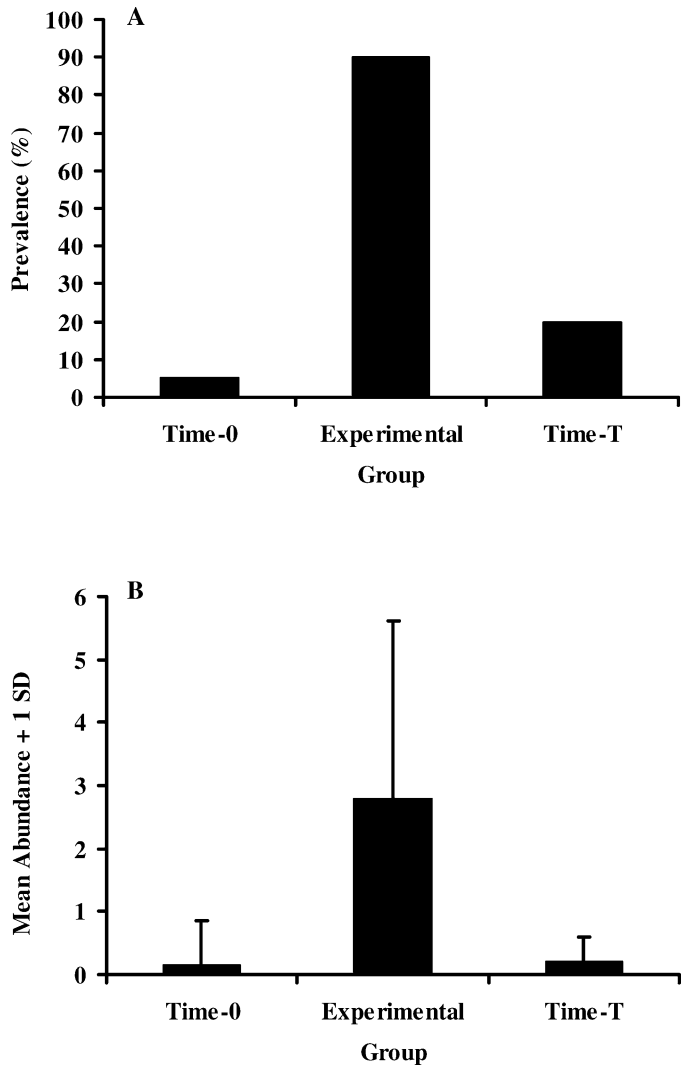 A
100
90
80
70
60
50
40
30
20
10
0
Prevalence (%)
Time-0 Experimental Time-T
Group
B
6
5
4
3
2
1
0
Mean Abundance + 1 SD
Time-0 Experimental Time-T
Group